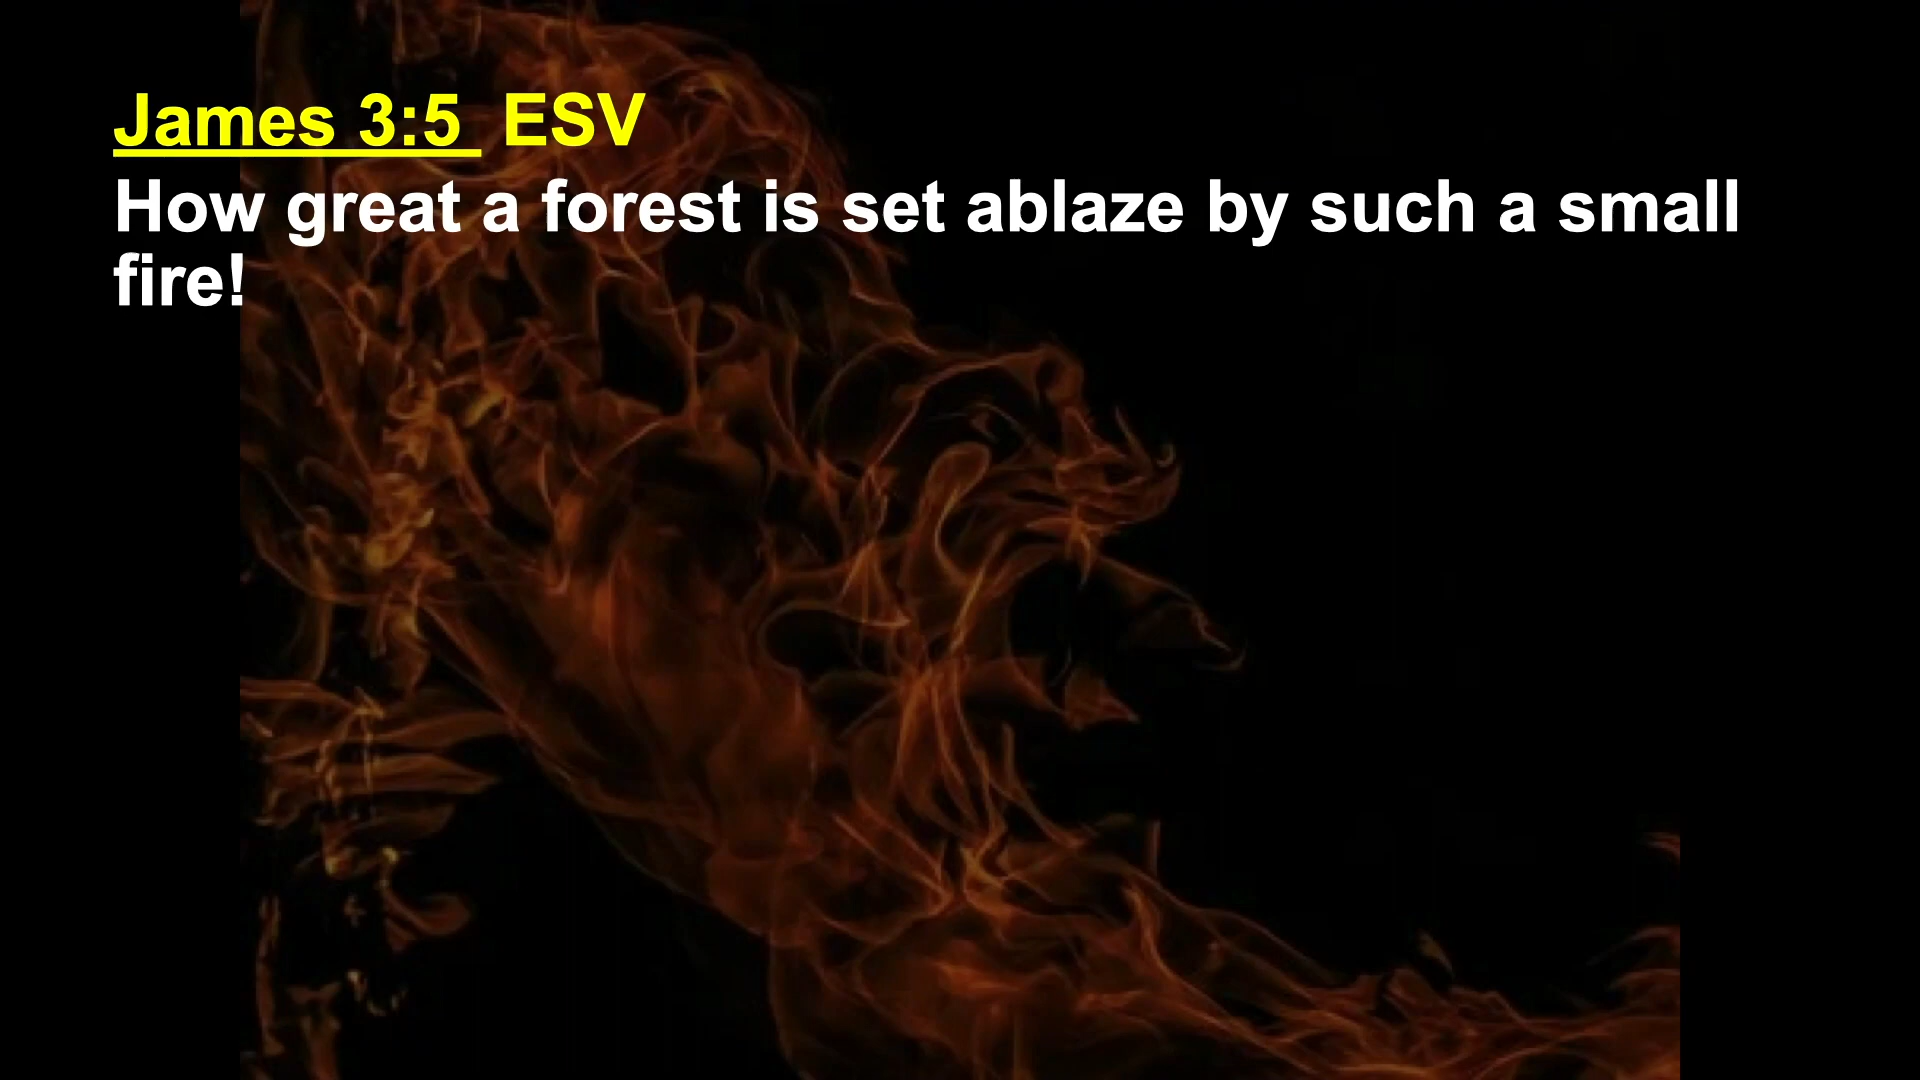 James 3:5  ESV
How great a forest is set ablaze by such a small
fire!